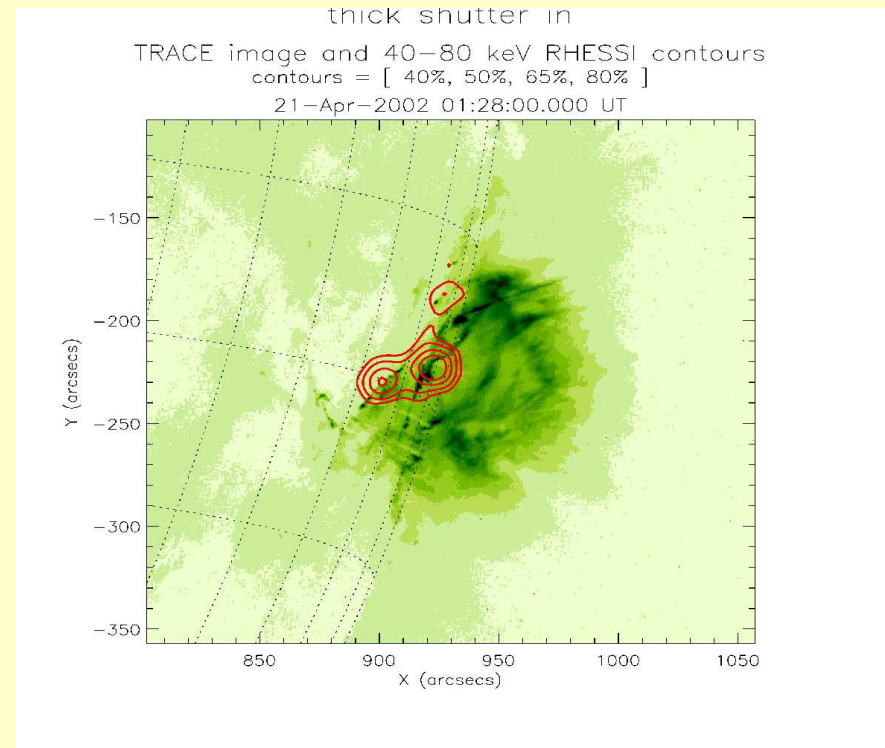 thick shutter in
TRACE image and 40-80 keV RHESSI contours
contours = [ 40%, 50%, 65%, 80% ]
21-Apr-2002 01:28:00.000 UT
-150
-200
-250
-300
-350
Y (arcsecs)
850 900 950 1000 1050
X (arcsecs)